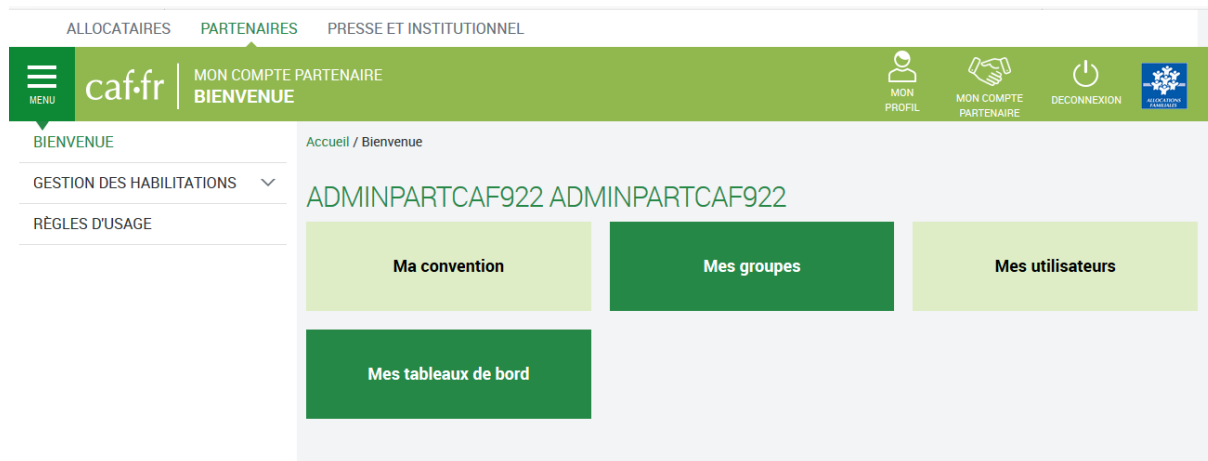 ALLOCATAIRES PARTENAIRES PRESSE ET INSTITUTIONNEL
MENU
caf.fr
MON COMPTE PARTENAIRE
BIENVENUE
MON
PROFIL
MON COMPTE
PARTENAIRE
DECONNEXION
ALLOCATIONS
FAMILIALES
BIENVENUE
GESTION DES HABILITATIONS
RÈGLES D'USAGE
Accueil / Bienvenue
ADMINPARTCAF922 ADMINPARTCAF922
Ma convention
Mes groupes
Mes utilisateurs
Mes tableaux de bord